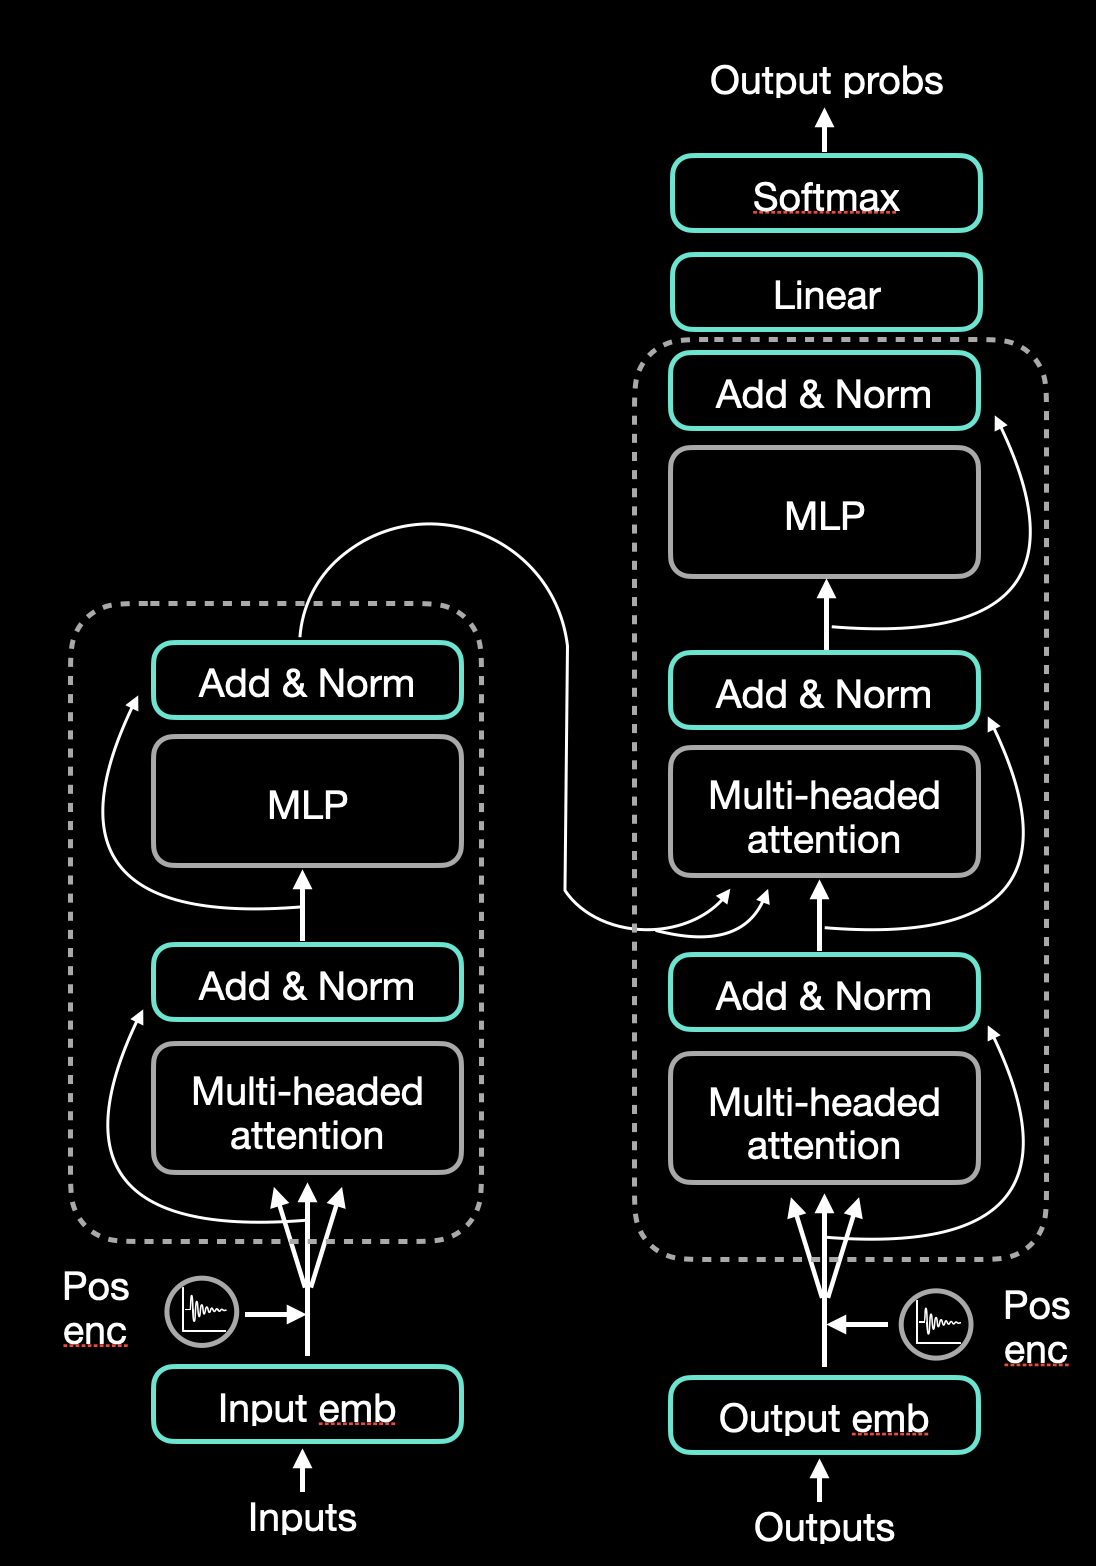 Output probs
Softmax
Linear
Add & Norm
MLP
Add & Norm
Multi-headed
attention
Add & Norm
Multi-headed
attention
Pos
enc
Output emb
Outputs
Add & Norm
MLP
Add & Norm
Multi-headed
attention
Pos
enc
Input emb
Inputs